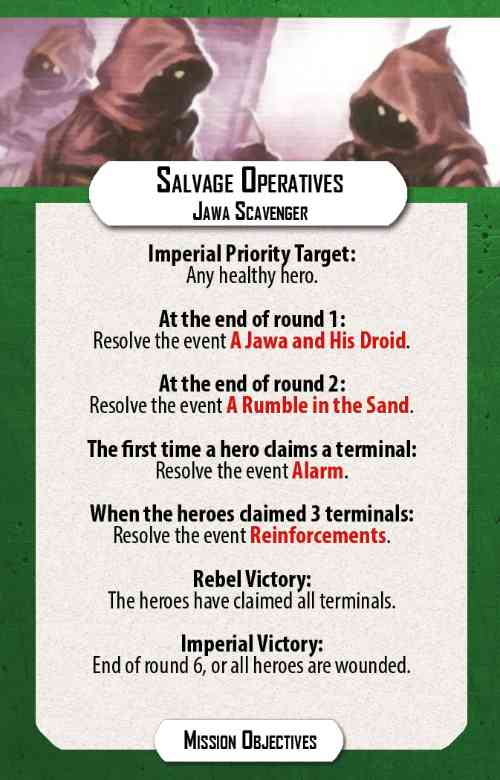 Salvage Operatives
Jawa Scavenger
Imperial Priority Target:
Any healthy hero.
At the end of round 1:
Resolve the event A Jawa and His Droid.
At the end of round 2:
Resolve the event A Rumble in the Sand.
The first time a hero claims a terminal:
Resolve the event Alarm.
When the heroes claimed 3 terminals:
Resolve the event Reinforcements.
Rebel Victory:
The heroes have claimed all terminals.
Imperial Victory:
End of round 6, or all heroes are wounded.
Mission Objectives